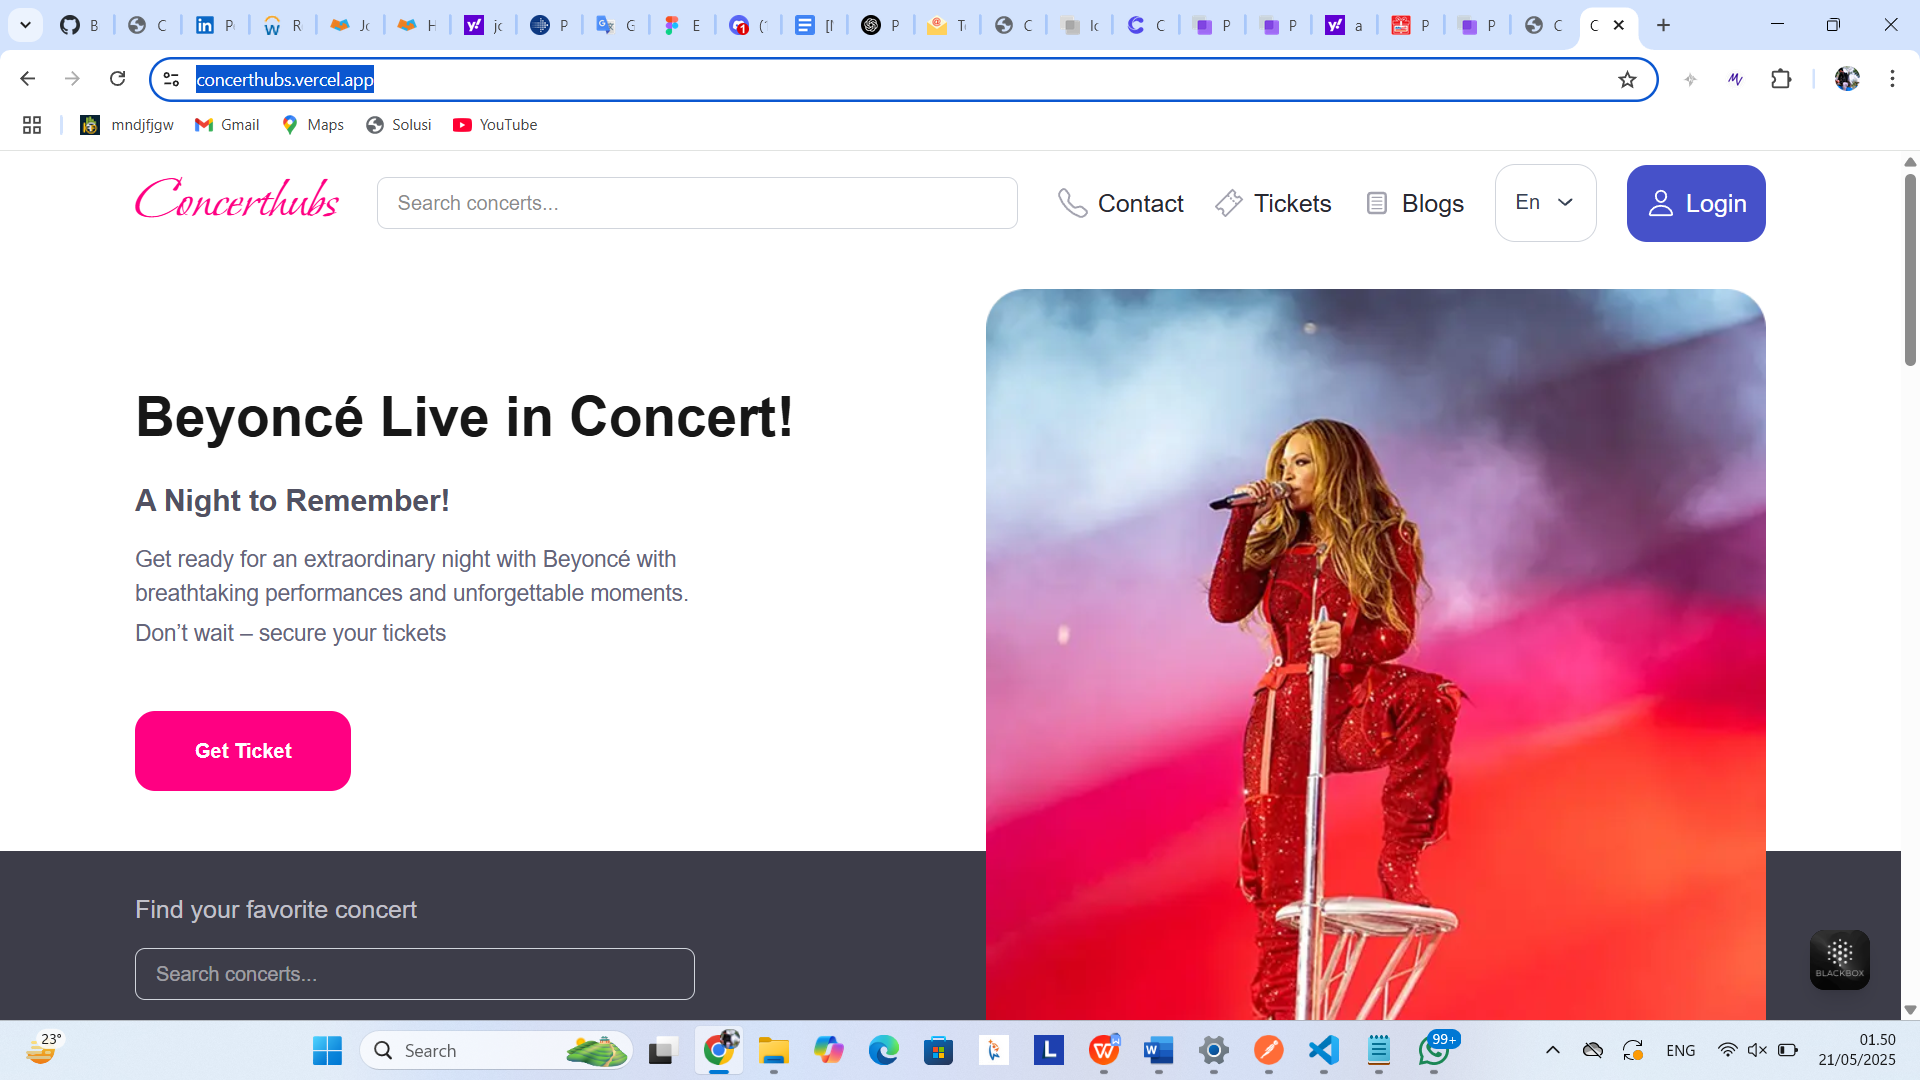 concerthubs.vercel.app
mndjfjgw
Gmail
Maps
Solusi
YouTube
Concerthubs
Search concerts...
Contact
Tickets
Blogs
En
Login
Beyoncé Live in Concert!
A Night to Remember!
Get ready for an extraordinary night with Beyoncé with
breathtaking performances and unforgettable moments.
Don’t wait – secure your tickets
Get Ticket
Find your favorite concert
Search concerts...
BLACKBOX
23°
Search
99+
ENG
01.50
21/05/2025